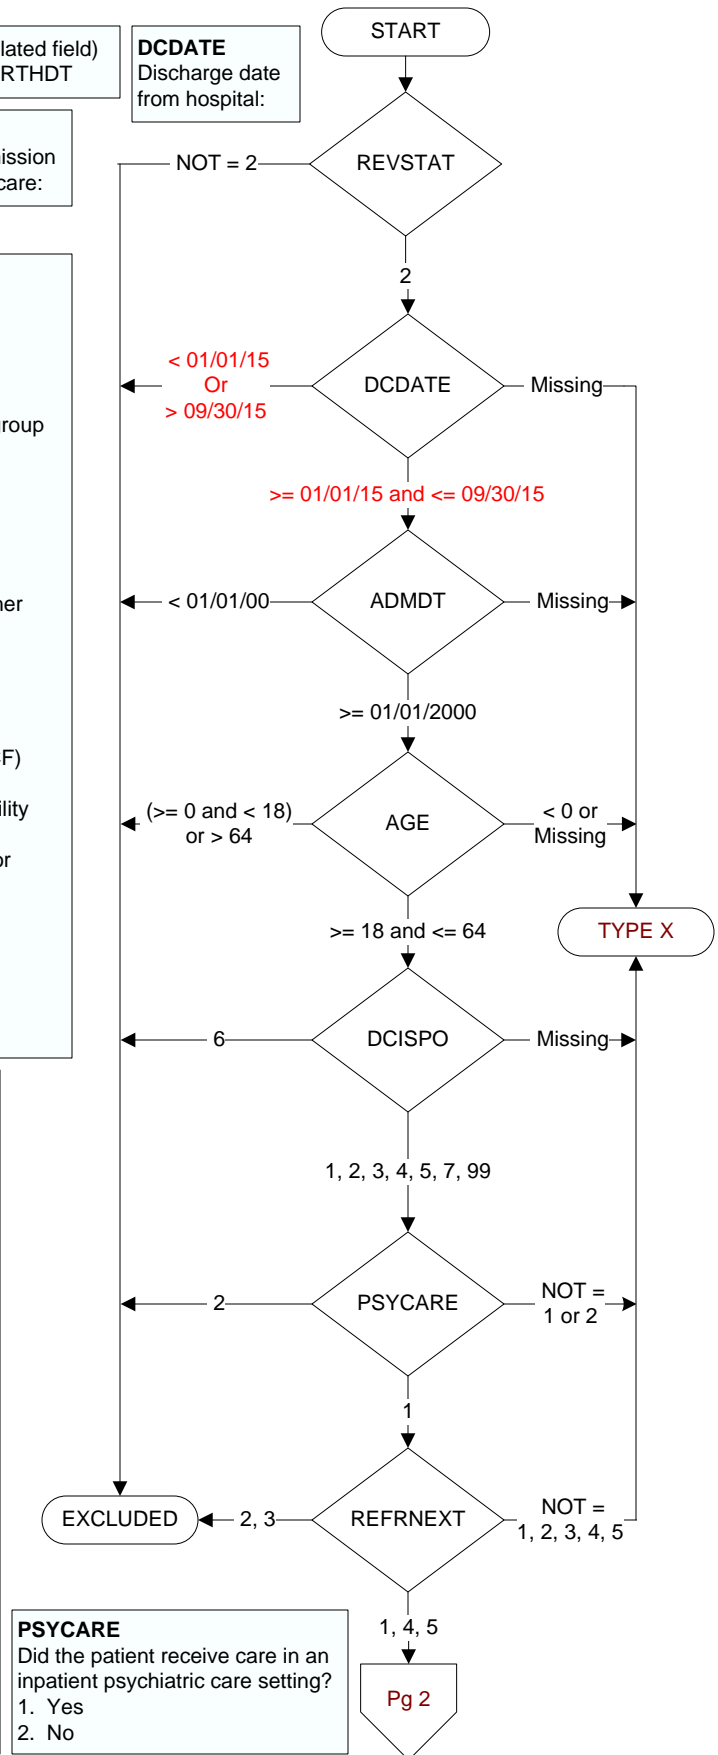 lated field)
RTHDT
DCDATE
Discharge date
from hospital:
ission
care:
roup
ner
F)
ility
or
START
REVSTAT
NOT = 2
2
DCDATE
< 01/01/15
Or
> 09/30/15
Missing
>= 01/01/15 and <= 09/30/15
ADMDT
< 01/01/00
Missing
>= 01/01/2000
AGE
(>= 0 and < 18)
or > 64
< 0 or
Missing
>= 18 and <= 64
TYPE X
DCISPO
6
Missing
1, 2, 3, 4, 5, 7, 99
PSYCARE
2
NOT =
1 or 2
1
REFRNEXT
EXCLUDED
2, 3
NOT =
1, 2, 3, 4, 5
1, 4, 5
Pg 2
PSYCARE
Did the patient receive care in an
inpatient psychiatric care setting?
1. Yes
2. No